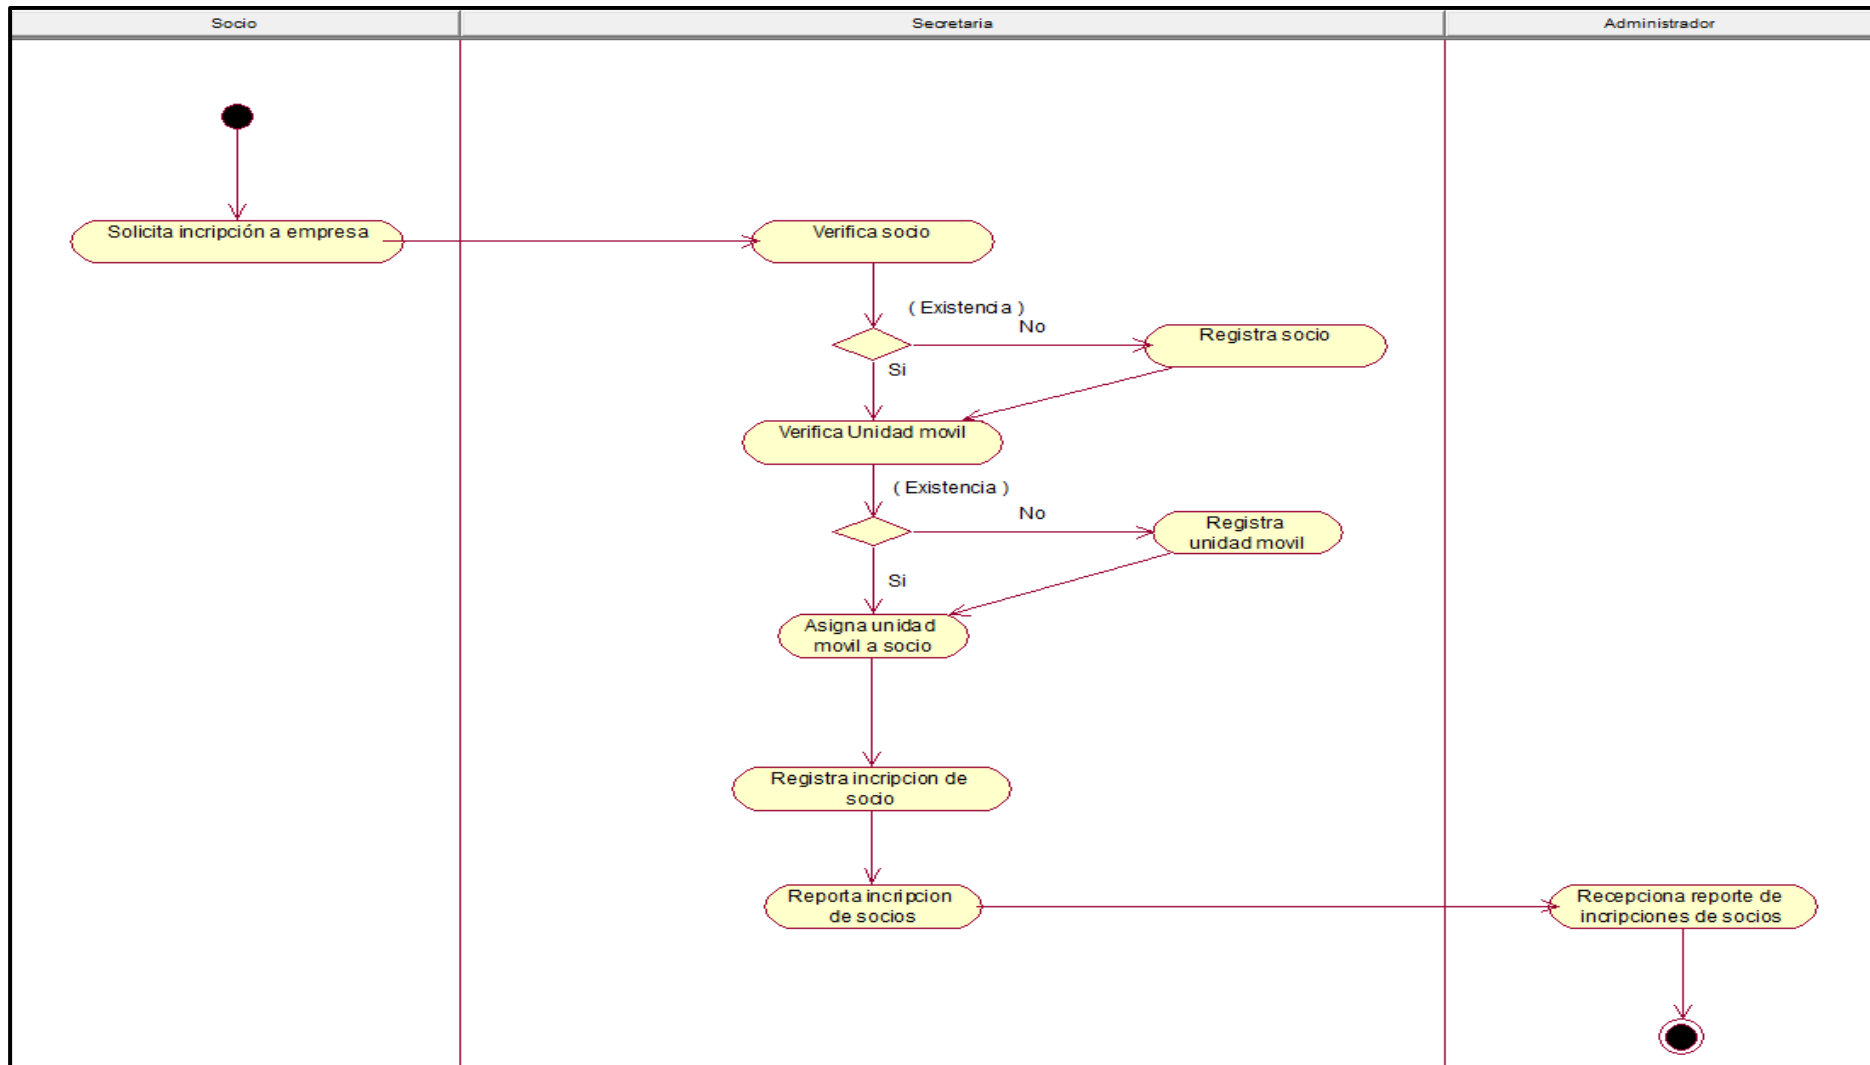 Socio
Secretaria
Administrador
Solicita incripción a empresa
Verifica socio
( Existencia )
No
Registra socio
Si
Verifica Unidad movil
( Existencia )
No
Registra
unidad movil
Si
Asigna unidad
movil a socio
Registra incripcion de
socio
Reporta incripcion
de socios
Recepciona reporte de
incripciones de socios